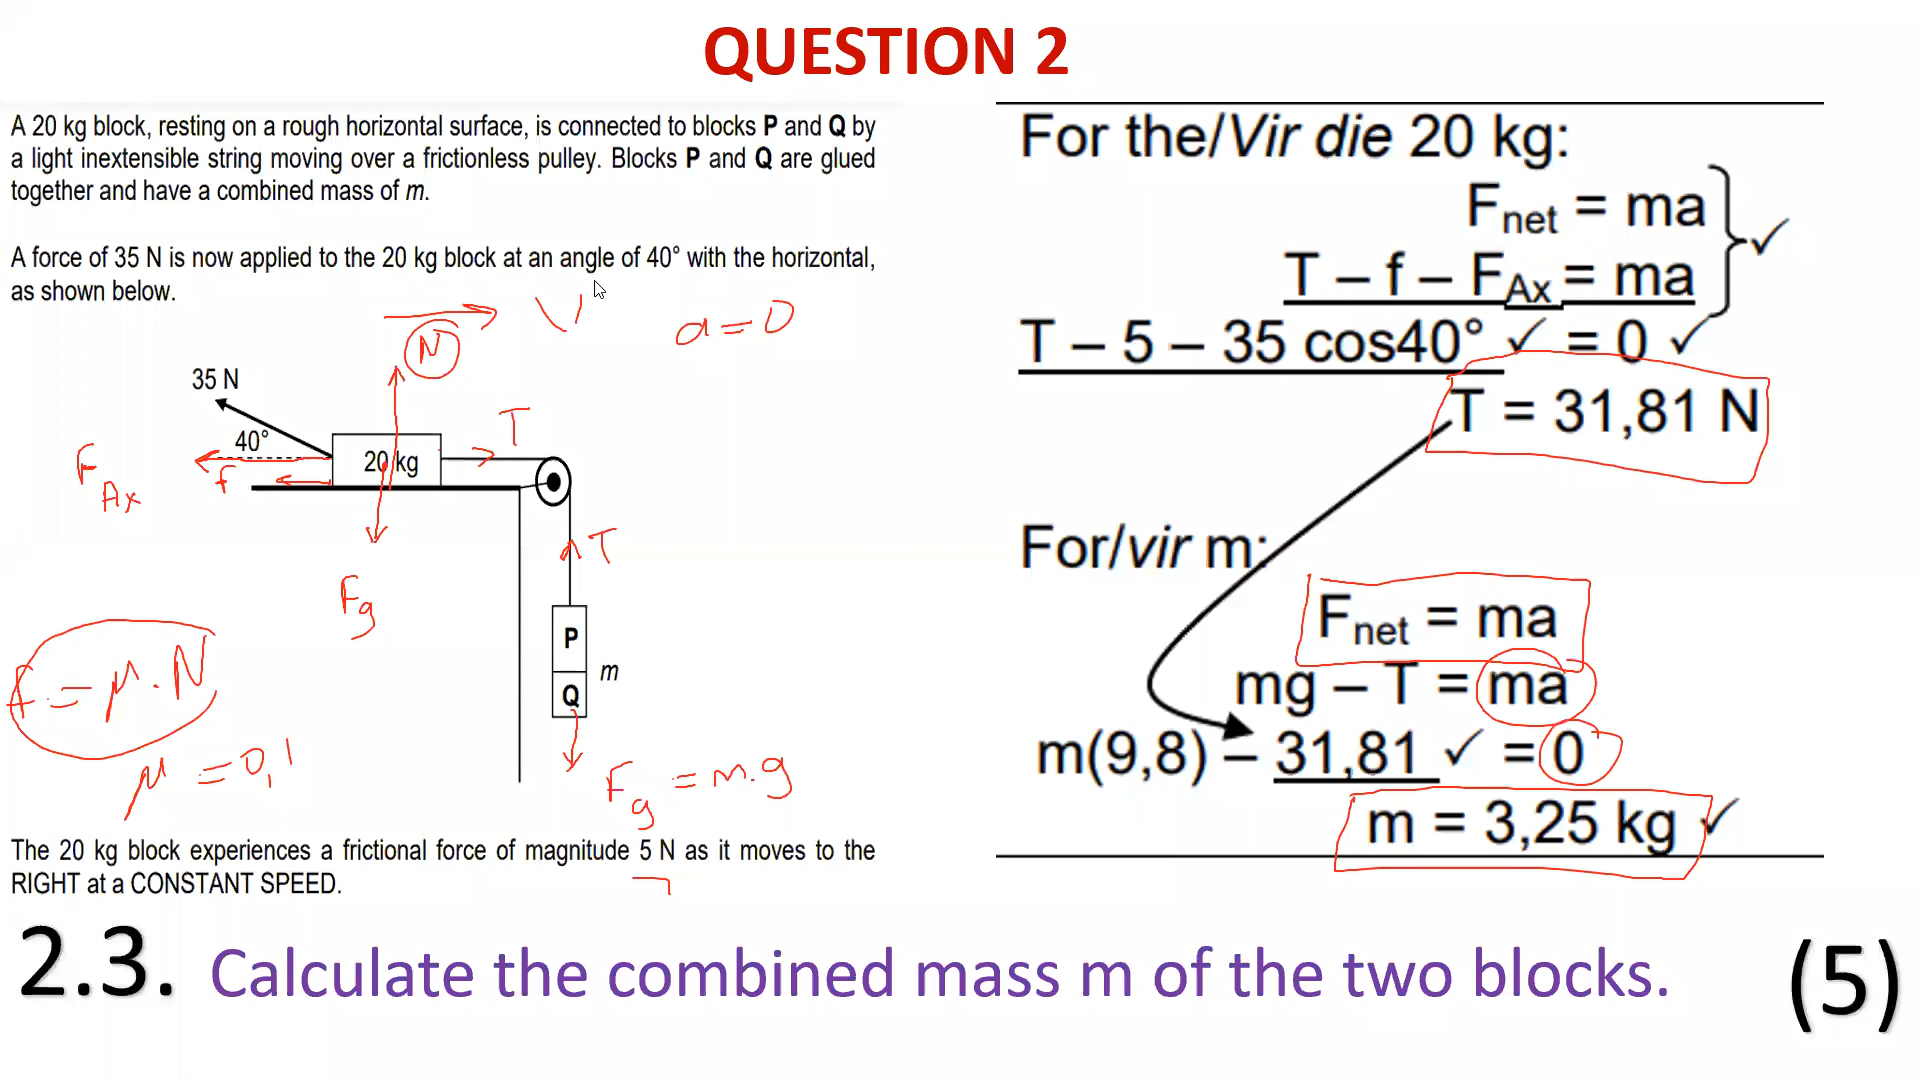 QUESTION 2
A 20 kg block, resting on a rough horizontal surface, is connected to blocks P and Q by
a light inextensible string moving over a frictionless pulley. Blocks P and Q are glued
together and have a combined mass of m.
A force of 35 N is now applied to the 20 kg block at an angle of 40° with the horizontal,
as shown below.
a = 0
N
35 N
40°
T
20 kg
F_Ax
f
T
F_g
P
m
Q
f = μ . N
μ = 0,1
F_g = m.g
The 20 kg block experiences a frictional force of magnitude 5 N as it moves to the
RIGHT at a CONSTANT SPEED.
For the/Vir die 20 kg:
F_net = ma
T – f – F_Ax = ma ✓
T – 5 – 35 cos40° ✓ = 0 ✓
T = 31,81 N
For/vir m:
F_net = ma
mg – T = ma
m(9,8) – 31,81 ✓ = 0
m = 3,25 kg ✓
2.3. Calculate the combined mass m of the two blocks. (5)